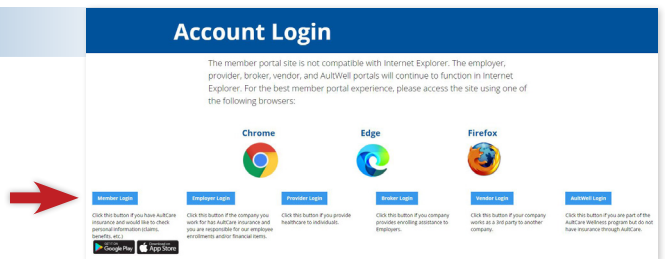 Account Login
The member portal site is not compatible with Internet Explorer. The employer,
provider, broker, vendor, and AultWell portals will continue to function in Internet
Explorer. For the best member portal experience, please access the site using one of
the following browsers:
Chrome
Edge
Firefox
Member Login
Click this button if you have AultCare
insurance and would like to check
personal information (claims,
benefits, etc.)
GET IT ON
Google Play
Download on the
App Store
Employer Login
Click this button if the company you
work for has AultCare insurance and
you are responsible for our employee
enrollments and/or financial items.
Provider Login
Click this button if you provide
healthcare to individuals.
Broker Login
Click this button if you company
provides enrolling assistance to
Employers.
Vendor Login
Click this button if your company
works as a 3rd party to another
company.
AultWell Login
Click this button if you are part of the
AultCare Wellness program but do not
have insurance through AultCare.